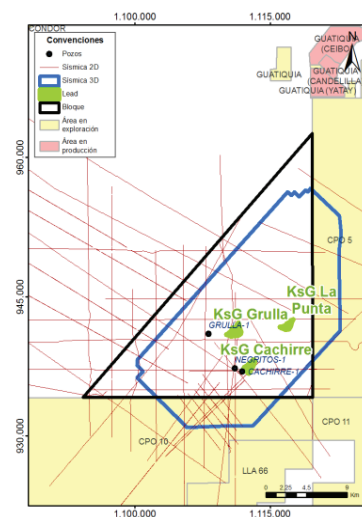 1.100.000
1.115.000
CONDOR
Convenciones
Pozos
Sísmica 2D
Sísmica 3D
Lead
Bloque
Área en
exploración
Área en
producción
GUATIQUIA
(CEIBO)
N
GUATIQUIA
GUATIQUIA
(CANDELILLA
GUATIQUIA (YATAY)
960.000
CPO 5
945.000
KsG La
Punta
KsG Grulla
GRULLA-1
KsG Cachirre
NEGRITOS-1
CACHIRRE-1
930.000
CPO 10
CPO 11
LLA 66
0 2,25 4,5 9
Km
1.100.000
1.115.000